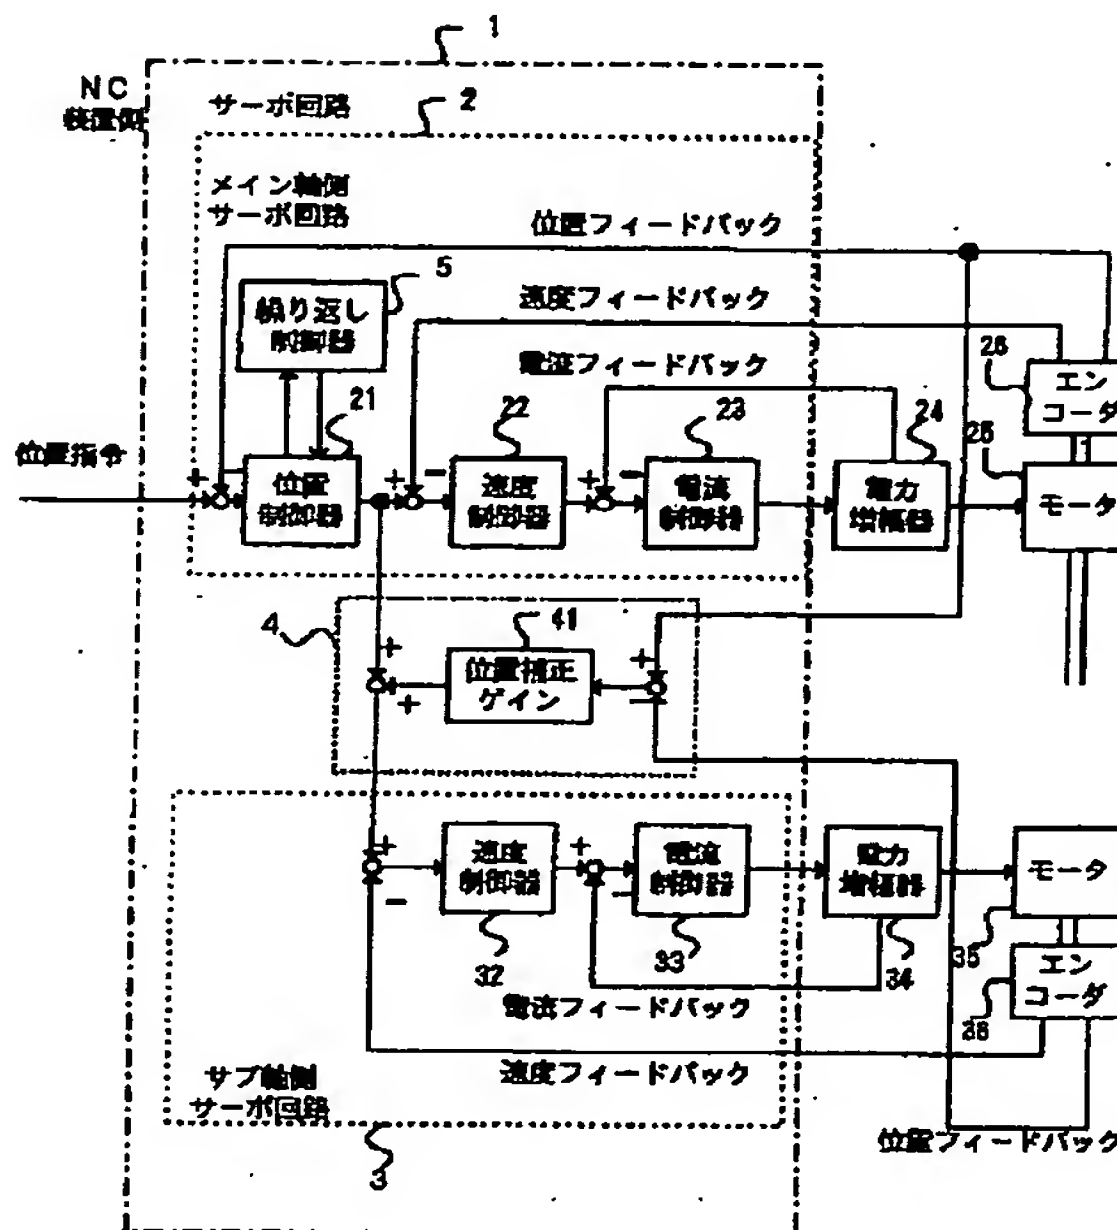 1
NC
装置側
サーボ回路
2
メイン軸側
サーボ回路
位置フィードバック
5
繰り返し
制御器
速度フィードバック
電流フィードバック
26
エン
コーダ
21
22
23
24
25
位置指令
+
−
位置
制御器
+
−
速度
制御器
+
−
電流
制御器
電力
増幅器
モータ
4
41
+
+
位置補正
ゲイン
+
−
+
−
速度
制御器
+
−
電流
制御器
電力
増幅器
モータ
32
33
34
35
エン
コーダ
36
電流フィードバック
速度フィードバック
サブ軸側
サーボ回路
位置フィードバック
3